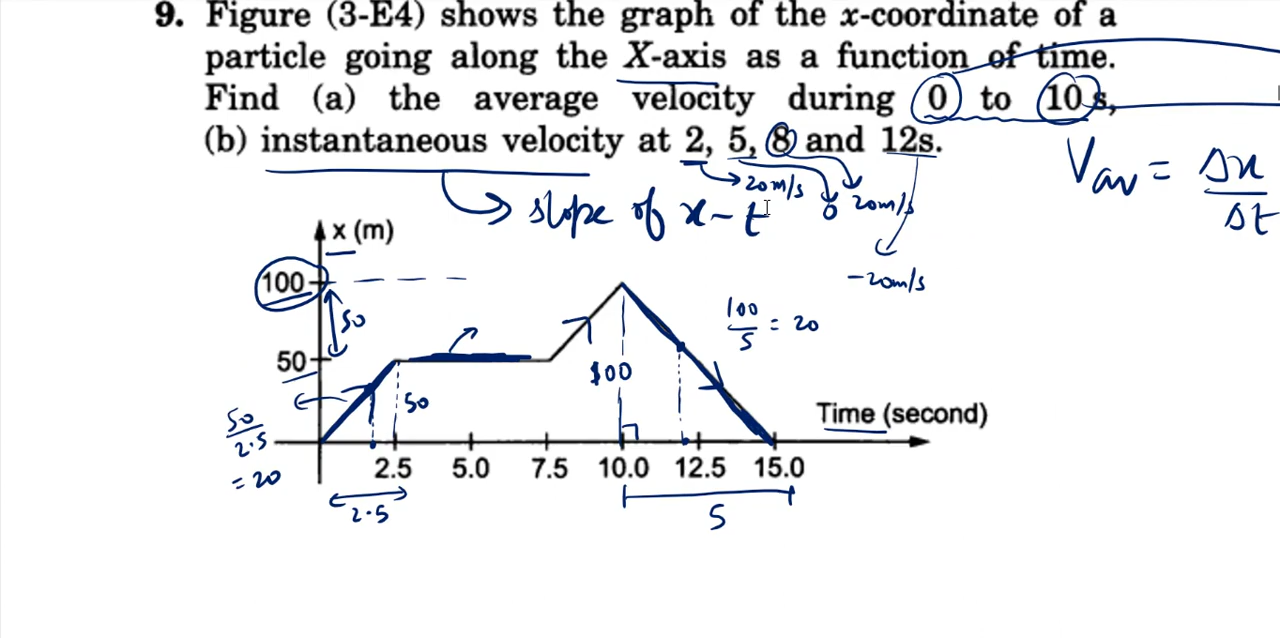 9. Figure (3-E4) shows the graph of the x-coordinate of a
particle going along the X-axis as a function of time.
Find (a) the average velocity during 0 to 10 s,
(b) instantaneous velocity at 2, 5, 8 and 12s.
Vav = Δx/Δt
20 m/s 0 20 m/s
slope of x-t
-20 m/s
x (m)
100
50
50
100/5 = 20
100
50
50/2.5 = 20
Time (second)
2.5 5.0 7.5 10.0 12.5 15.0
2.5
5